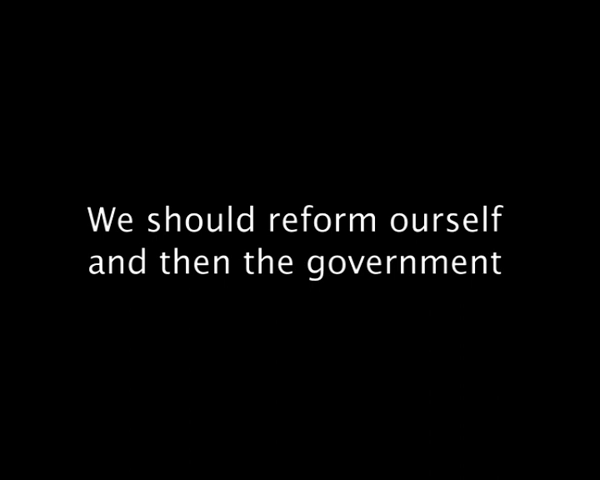 We should reform ourself
and then the government